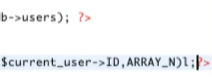 b->users); ?>
$current_user->ID,ARRAY_N)l;?>